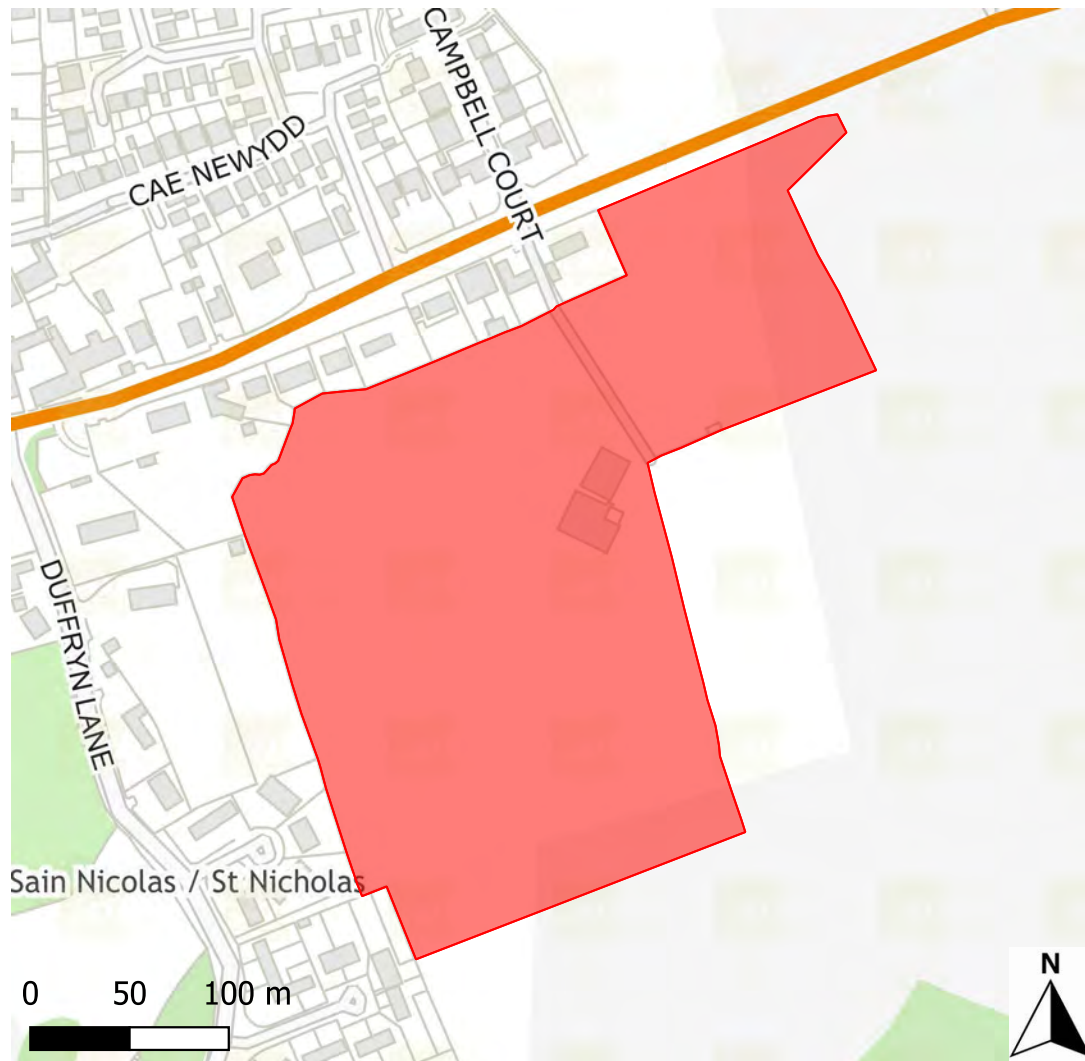 CAMPBELL COURT
CAE NEWYDD
DUFFRYN LANE
Sain Nicolas / St Nicholas
0 50 100 m
N